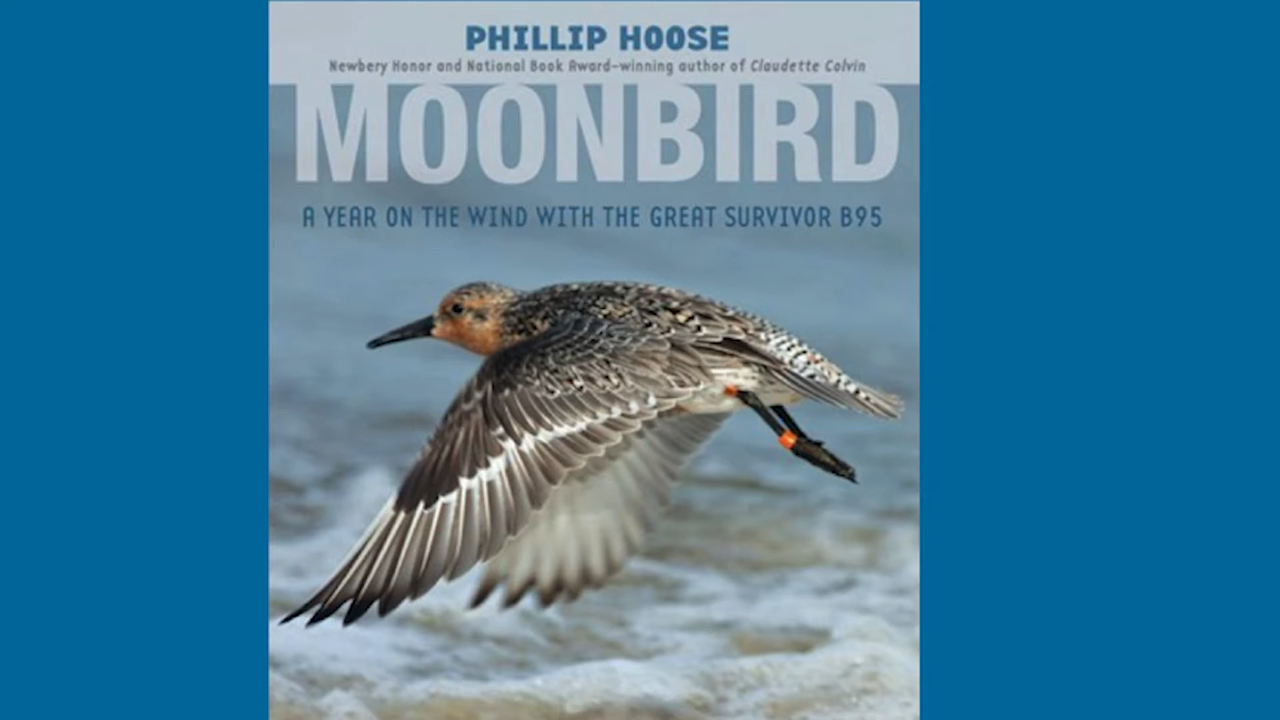 PHILLIP HOOSE
Newbery Honor and National Book Award–winning author of Claudette Colvin
MOONBIRD
A YEAR ON THE WIND WITH THE GREAT SURVIVOR B95